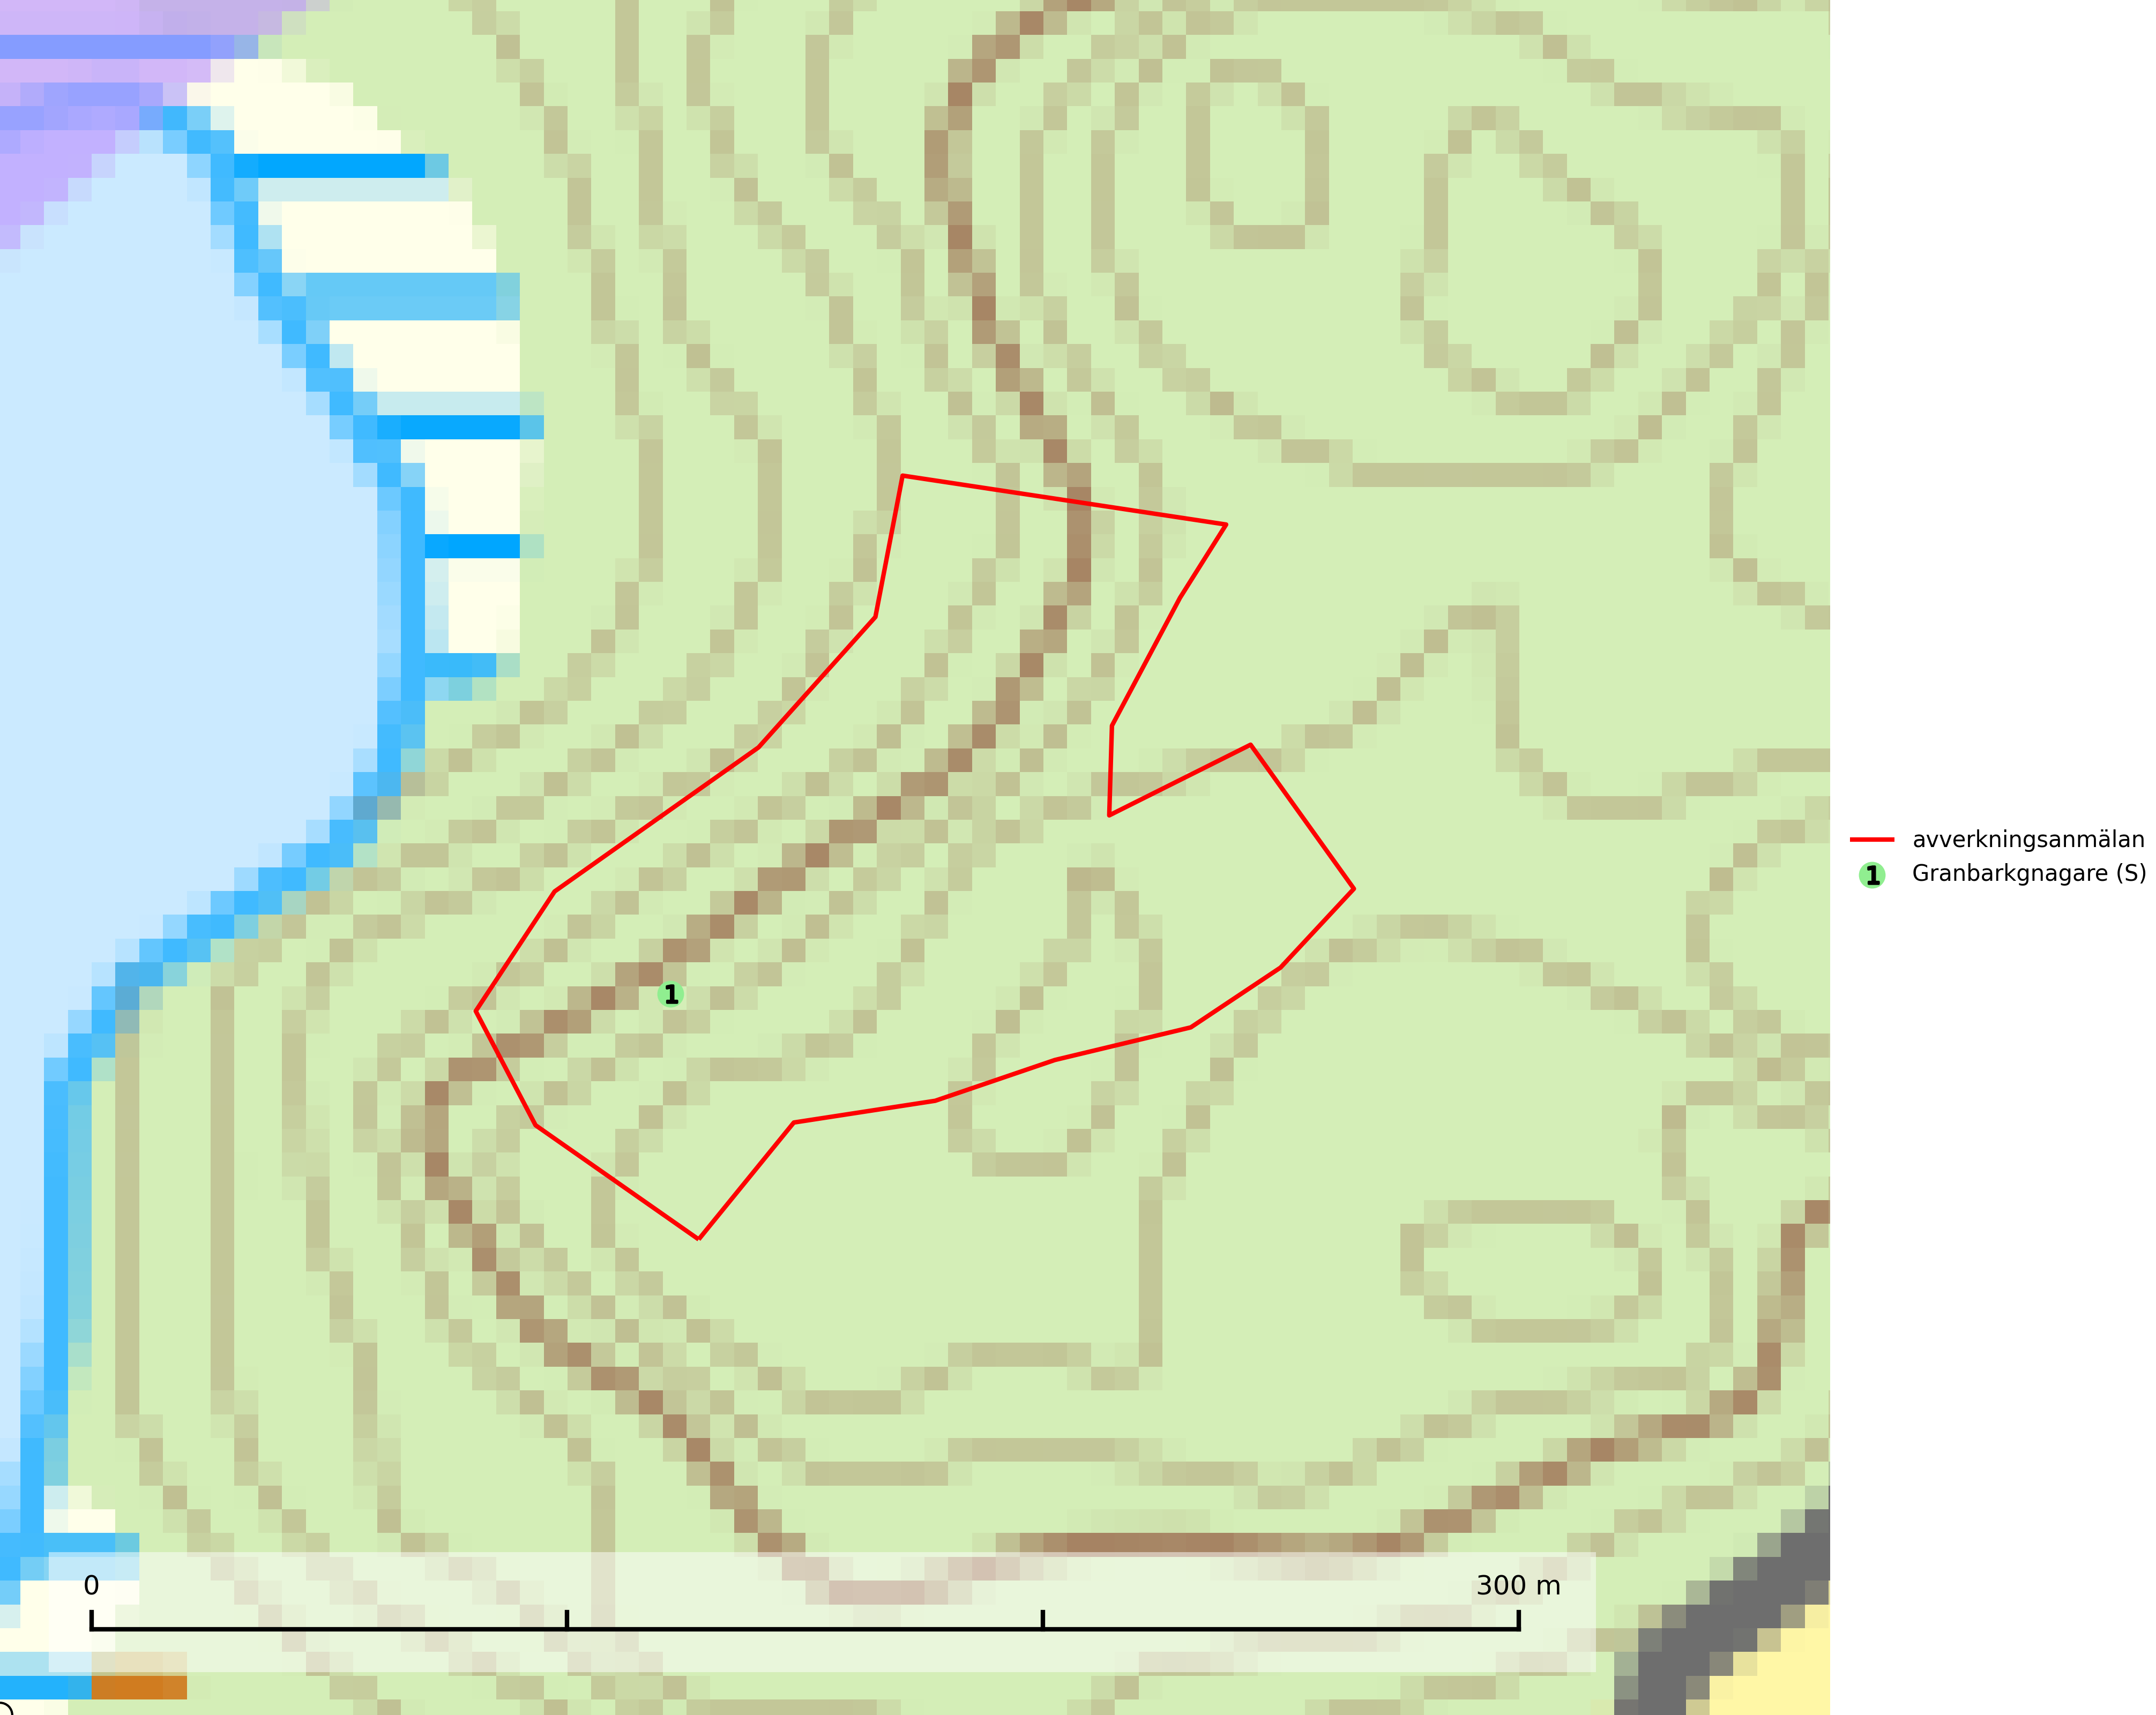 avverkningsanmälan
1 Granbarkgnagare (S)
1
0 300 m